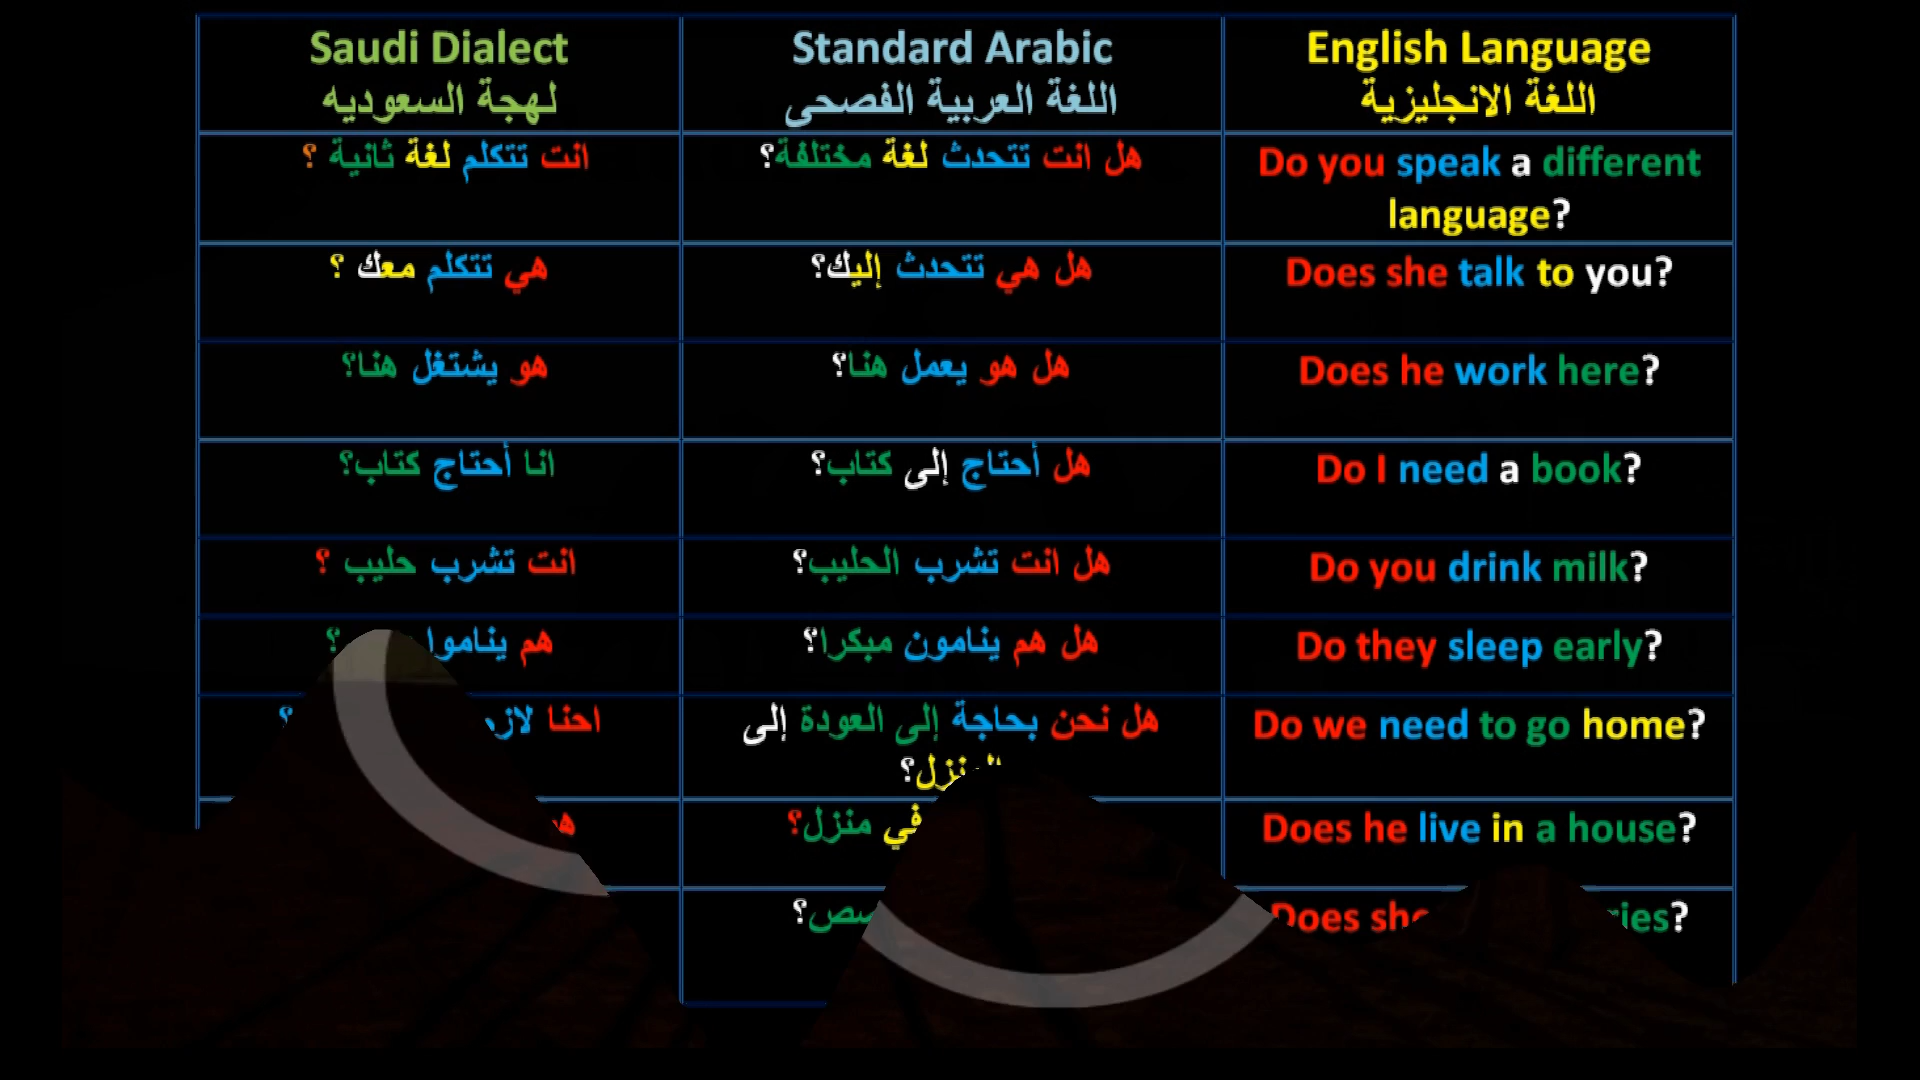 Saudi Dialect
لهجة السعوديه
Standard Arabic
اللغة العربية الفصحى
English Language
اللغة الانجليزية
انت تتكلم لغة ثانية ؟
هل انت تتحدث لغة مختلفة؟
Do you speak a different
language?
هي تتكلم معك ؟
هل هي تتحدث إليك؟
Does she talk to you?
هو يشتغل هنا؟
هل هو يعمل هنا؟
Does he work here?
انا أحتاج كتاب؟
هل أحتاج إلى كتاب؟
Do I need a book?
انت تشرب حليب ؟
هل انت تشرب الحليب؟
Do you drink milk?
هم يناموا ؟
هل هم ينامون مبكرا؟
Do they sleep early?
احنا ؟
هل نحن بحاجة إلى العودة إلى
المنزل؟
Do we need to go home?
في منزل؟
Does he live in a house?
Does she